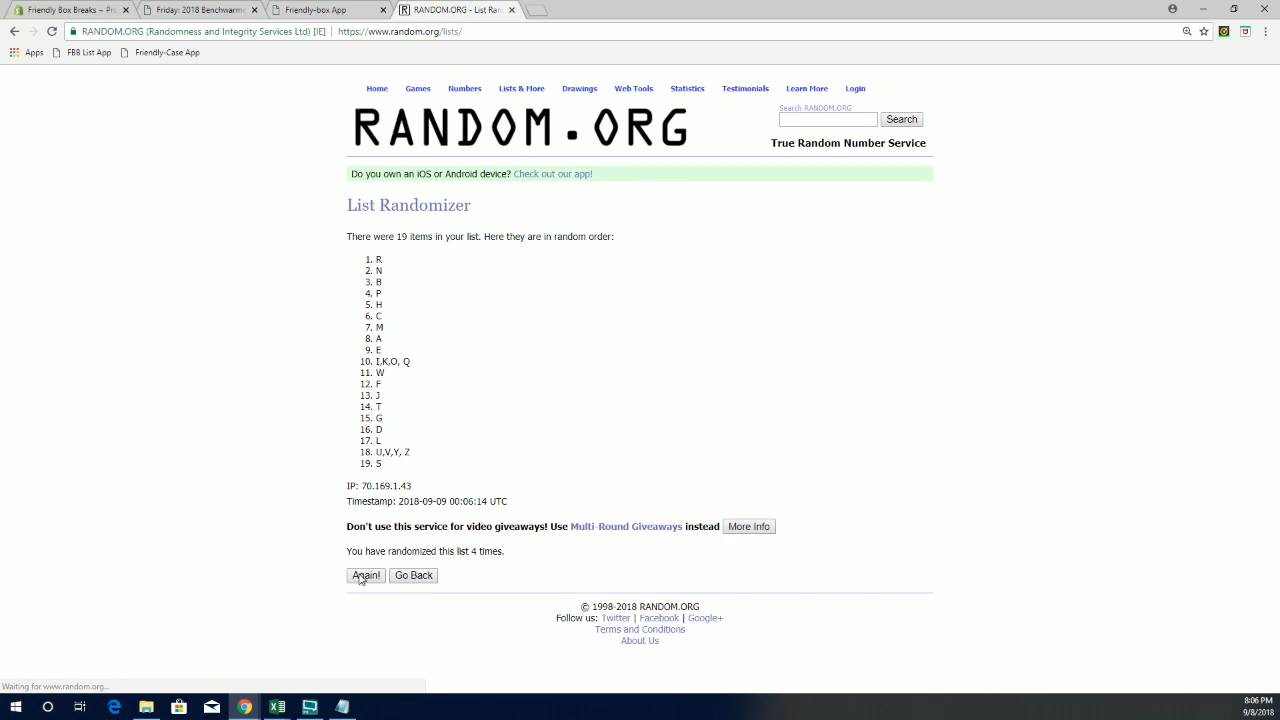 Friendly Box Breaks ~ Pr
Friday: 2018 Benchwarme
Friendly-box App
RANDOM.ORG - List Ran
RANDOM.ORG (Randomness and Integrity Services Ltd) [IE]
https://www.random.org/lists/
Apps
FBB List App
Friendly-Case App
Home
Games
Numbers
Lists & More
Drawings
Web Tools
Statistics
Testimonials
Learn More
Login
RANDOM.ORG
Search RANDOM.ORG
Search
True Random Number Service
Do you own an iOS or Android device? Check out our app!
List Randomizer
There were 19 items in your list. Here they are in random order:
1. R
2. N
3. B
4. P
5. H
6. C
7. M
8. A
9. E
10. I,K,O, Q
11. W
12. F
13. J
14. T
15. G
16. D
17. L
18. U,V,Y, Z
19. S
IP: 70.169.1.43
Timestamp: 2018-09-09 00:06:14 UTC
Don't use this service for video giveaways! Use Multi-Round Giveaways instead More Info
You have randomized this list 4 times.
Again! Go Back
© 1998-2018 RANDOM.ORG
Follow us: Twitter | Facebook | Google+
Terms and Conditions
About Us
Waiting for www.random.org...
8:06 PM
9/8/2018